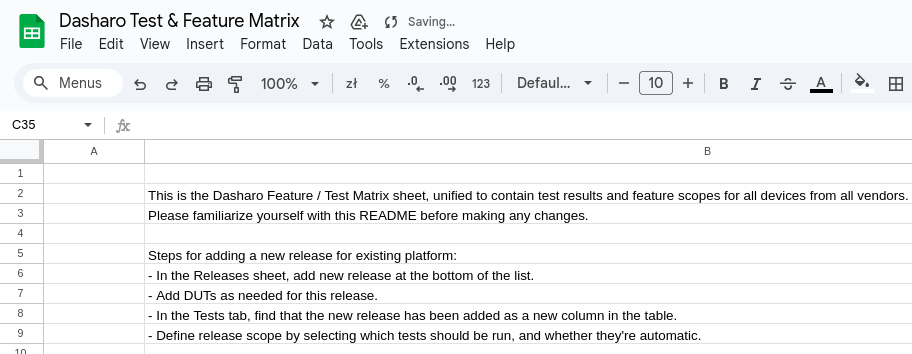 Dasharo Test & Feature Matrix Saving...
File Edit View Insert Format Data Tools Extensions Help
Menus 100% zł % .0 .00 123 Defaul... 10 B I A
C35 fx
A B
1
2 This is the Dasharo Feature / Test Matrix sheet, unified to contain test results and feature scopes for all devices from all vendors.
3 Please familiarize yourself with this README before making any changes.
4
5 Steps for adding a new release for existing platform:
6 - In the Releases sheet, add new release at the bottom of the list.
7 - Add DUTs as needed for this release.
8 - In the Tests tab, find that the new release has been added as a new column in the table.
9 - Define release scope by selecting which tests should be run, and whether they're automatic.
10